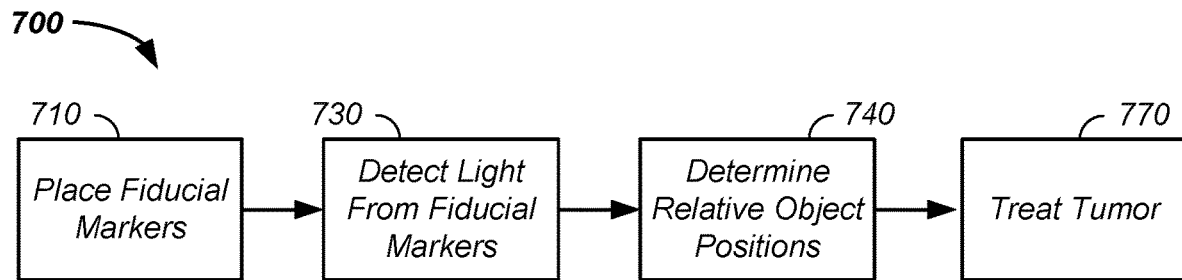 700
710
730
740
770
Place Fiducial
Markers
Detect Light
From Fiducial
Markers
Determine
Relative Object
Positions
Treat Tumor